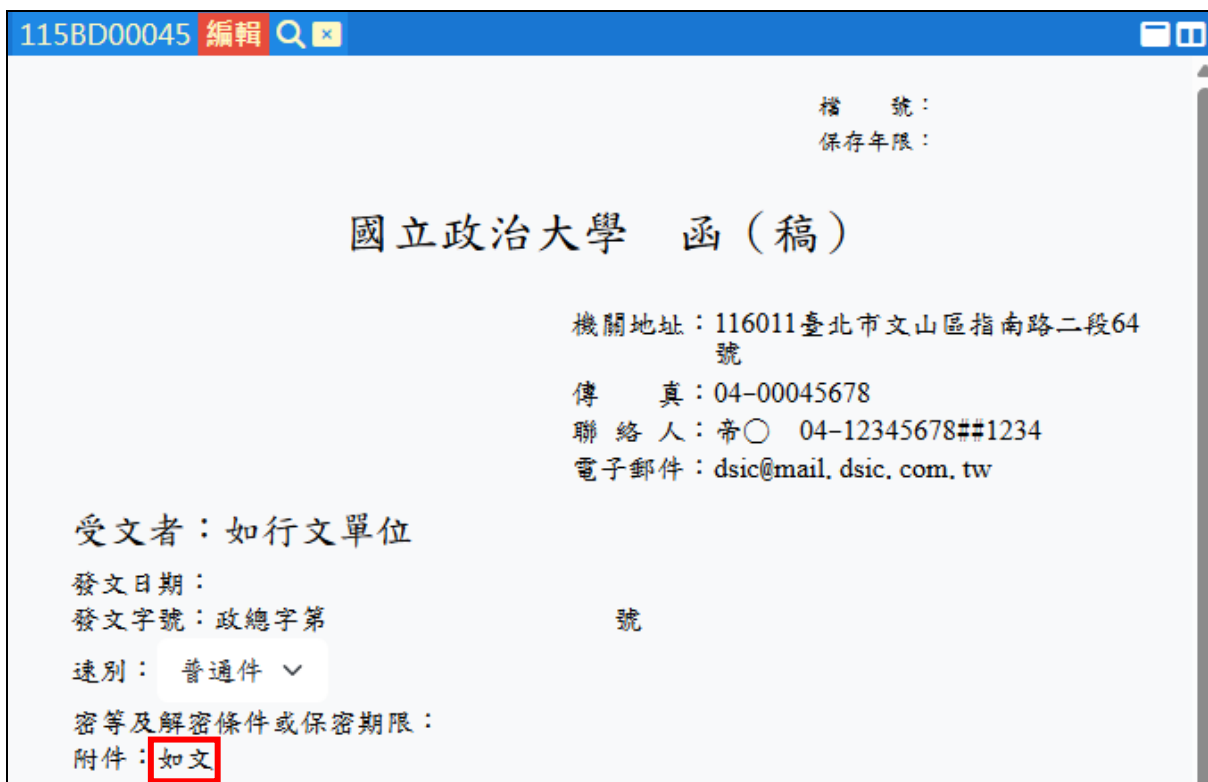 115BD00045 編輯
檔　　號：
保存年限：
國立政治大學　函（稿）
機關地址：116011臺北市文山區指南路二段64
號
傳　　真：04-00045678
聯 絡 人：帝○　04-12345678##1234
電子郵件：dsic@mail.dsic.com.tw
受文者：如行文單位
發文日期：
發文字號：政總字第　　　　　　　　　號
速別：　普通件
密等及解密條件或保密期限：
附件：如文